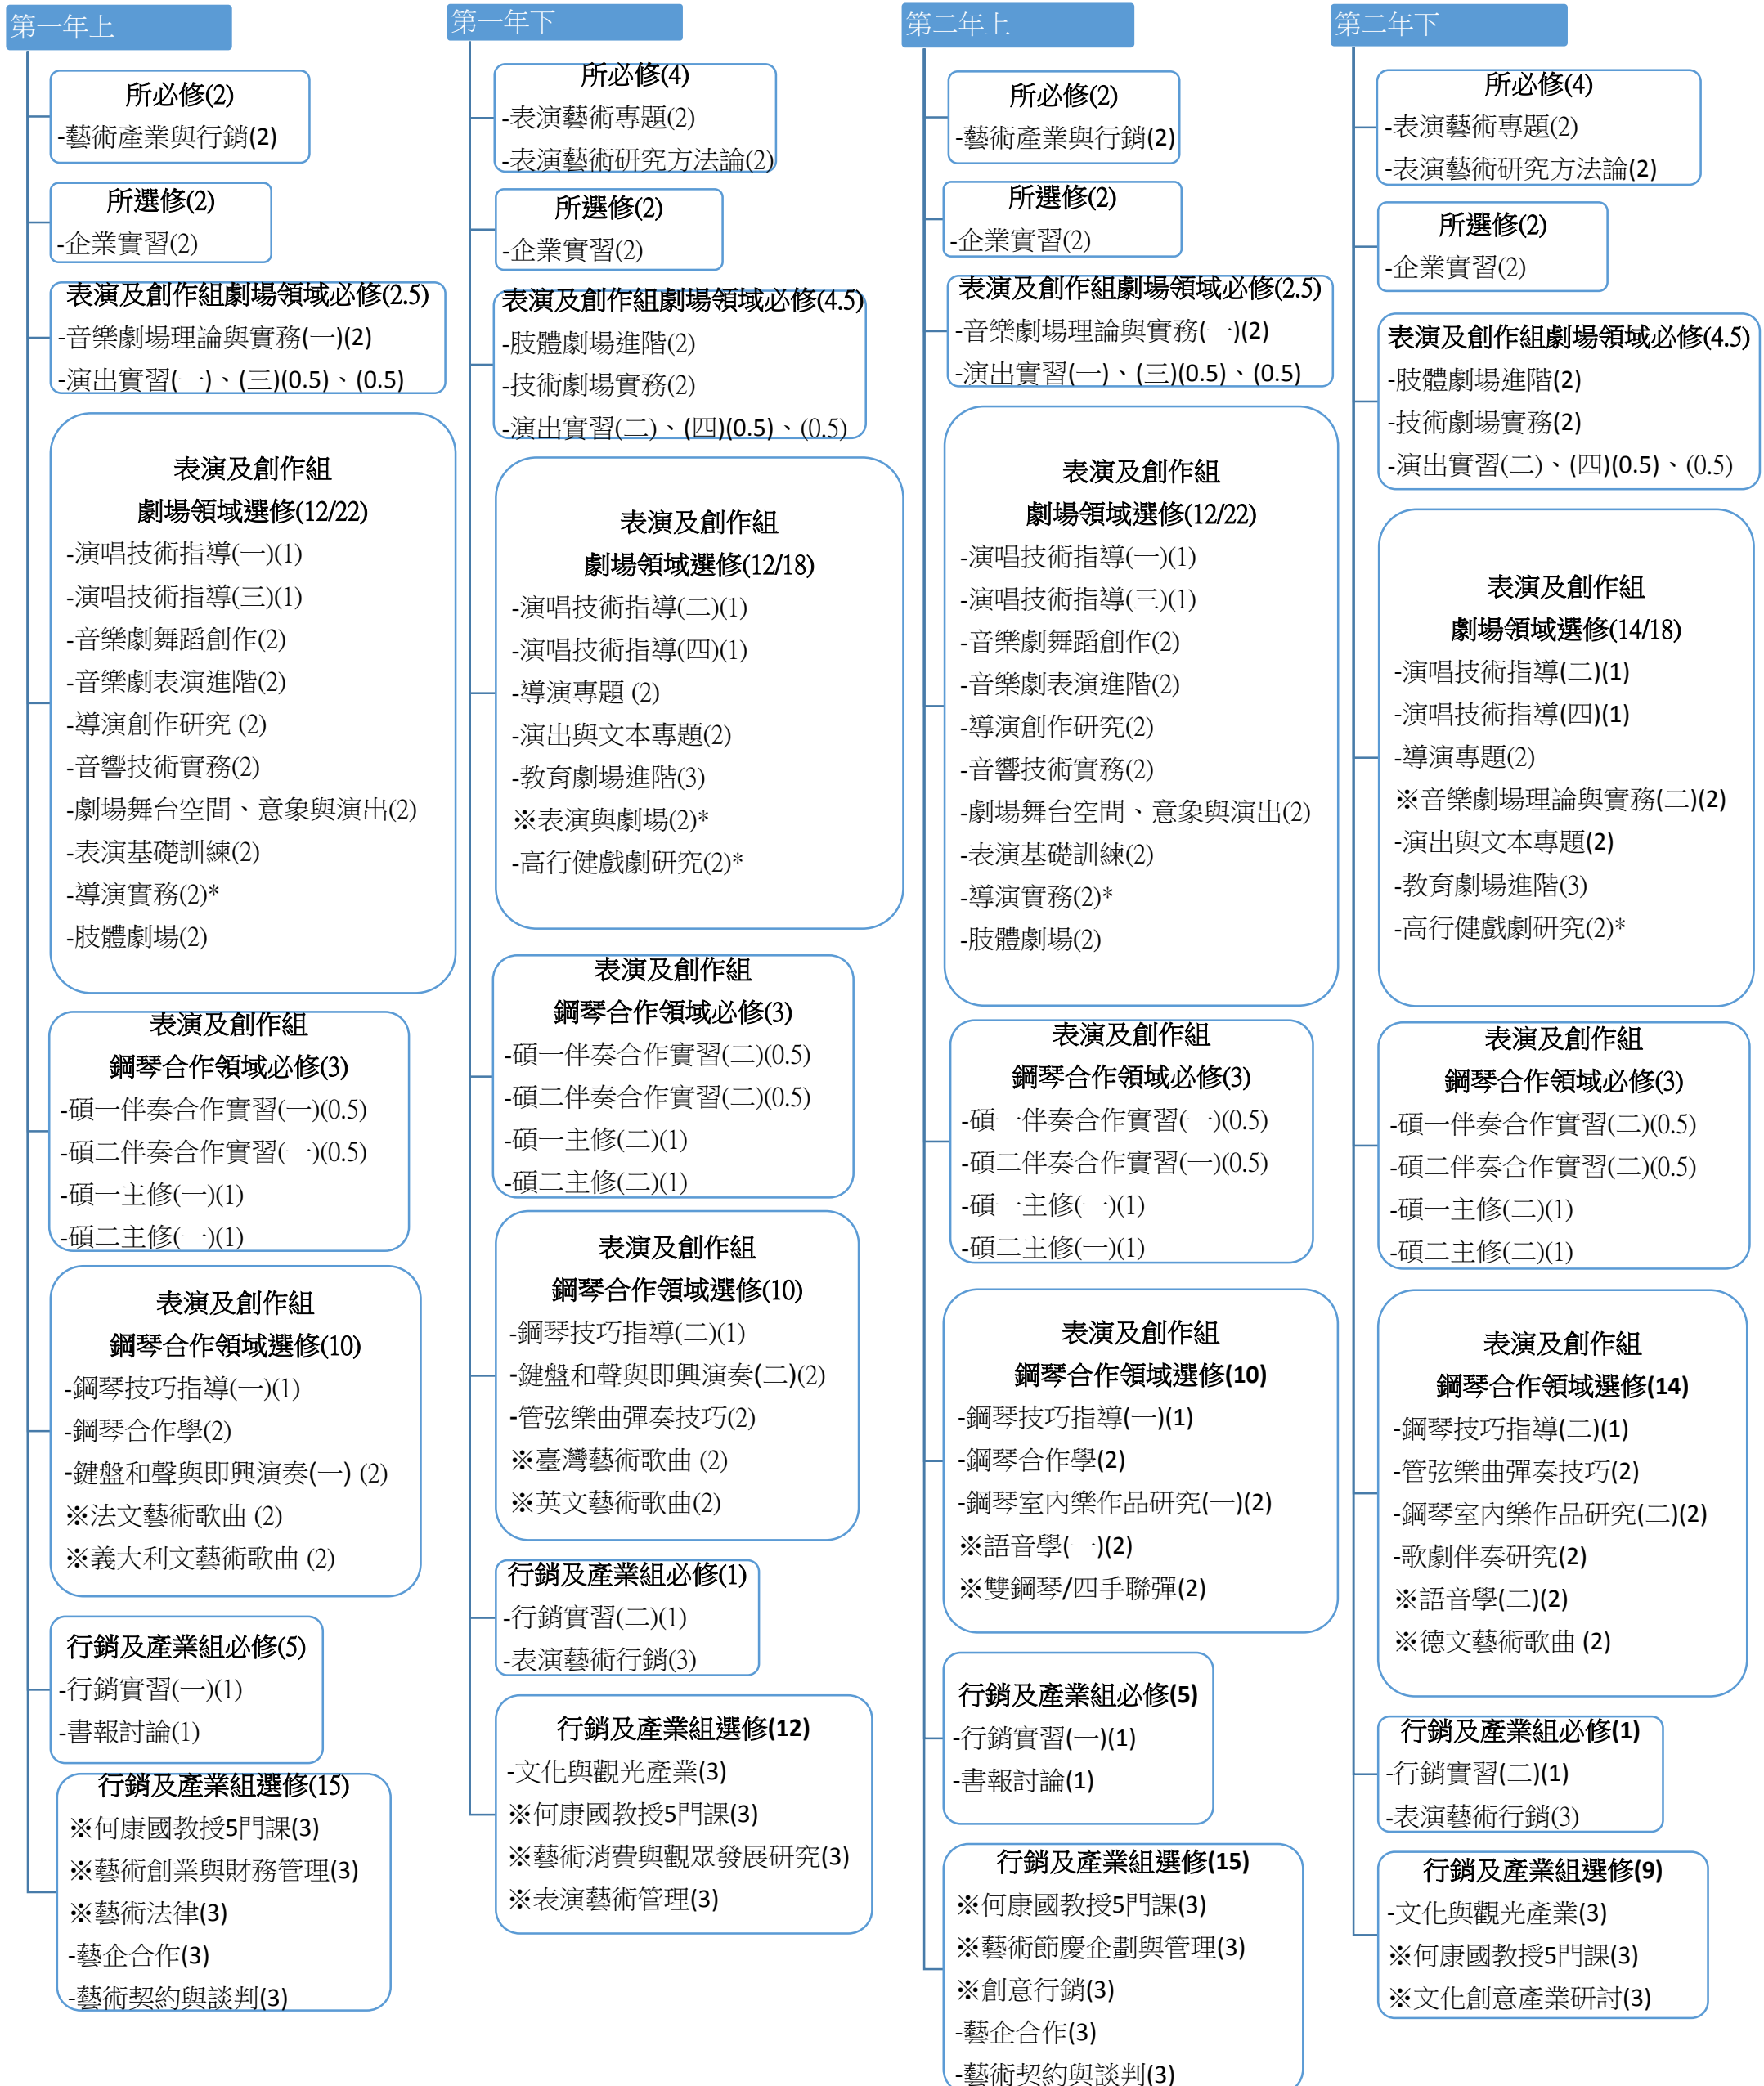 第一年上
所必修(2)
-藝術產業與行銷(2)
所選修(2)
-企業實習(2)
表演及創作組劇場領域必修(2.5)
-音樂劇場理論與實務(一)(2)
-演出實習(一)、(三)(0.5)、(0.5)
表演及創作組
劇場領域選修(12/22)
-演唱技術指導(一)(1)
-演唱技術指導(三)(1)
-音樂劇舞蹈創作(2)
-音樂劇表演進階(2)
-導演創作研究 (2)
-音響技術實務(2)
-劇場舞台空間、意象與演出(2)
-表演基礎訓練(2)
-導演實務(2)*
-肢體劇場(2)
表演及創作組
鋼琴合作領域必修(3)
-碩一伴奏合作實習(一)(0.5)
-碩二伴奏合作實習(一)(0.5)
-碩一主修(一)(1)
-碩二主修(一)(1)
表演及創作組
鋼琴合作領域選修(10)
-鋼琴技巧指導(一)(1)
-鋼琴合作學(2)
-鍵盤和聲與即興演奏(一) (2)
※法文藝術歌曲 (2)
※義大利文藝術歌曲 (2)
行銷及產業組必修(5)
-行銷實習(一)(1)
-書報討論(1)
行銷及產業組選修(15)
※何康國教授5門課(3)
※藝術創業與財務管理(3)
※藝術法律(3)
-藝企合作(3)
-藝術契約與談判(3)
第一年下
所必修(4)
-表演藝術專題(2)
-表演藝術研究方法論(2)
所選修(2)
-企業實習(2)
表演及創作組劇場領域必修(4.5)
-肢體劇場進階(2)
-技術劇場實務(2)
-演出實習(二)、(四)(0.5)、(0.5)
表演及創作組
劇場領域選修(12/18)
-演唱技術指導(二)(1)
-演唱技術指導(四)(1)
-導演專題 (2)
-演出與文本專題(2)
-教育劇場進階(3)
※表演與劇場(2)*
-高行健戲劇研究(2)*
表演及創作組
鋼琴合作領域必修(3)
-碩一伴奏合作實習(二)(0.5)
-碩二伴奏合作實習(二)(0.5)
-碩一主修(二)(1)
-碩二主修(二)(1)
表演及創作組
鋼琴合作領域選修(10)
-鋼琴技巧指導(二)(1)
-鍵盤和聲與即興演奏(二)(2)
-管弦樂曲彈奏技巧(2)
※臺灣藝術歌曲 (2)
※英文藝術歌曲(2)
行銷及產業組必修(1)
-行銷實習(二)(1)
-表演藝術行銷(3)
行銷及產業組選修(12)
-文化與觀光產業(3)
※何康國教授5門課(3)
※藝術消費與觀眾發展研究(3)
※表演藝術管理(3)
第二年上
所必修(2)
-藝術產業與行銷(2)
所選修(2)
-企業實習(2)
表演及創作組劇場領域必修(2.5)
-音樂劇場理論與實務(一)(2)
-演出實習(一)、(三)(0.5)、(0.5)
表演及創作組
劇場領域選修(12/22)
-演唱技術指導(一)(1)
-演唱技術指導(三)(1)
-音樂劇舞蹈創作(2)
-音樂劇表演進階(2)
-導演創作研究(2)
-音響技術實務(2)
-劇場舞台空間、意象與演出(2)
-表演基礎訓練(2)
-導演實務(2)*
-肢體劇場(2)
表演及創作組
鋼琴合作領域必修(3)
-碩一伴奏合作實習(一)(0.5)
-碩二伴奏合作實習(一)(0.5)
-碩一主修(一)(1)
-碩二主修(一)(1)
表演及創作組
鋼琴合作領域選修(10)
-鋼琴技巧指導(一)(1)
-鋼琴合作學(2)
-鋼琴室內樂作品研究(一)(2)
※語音學(一)(2)
※雙鋼琴/四手聯彈(2)
行銷及產業組必修(5)
-行銷實習(一)(1)
-書報討論(1)
行銷及產業組選修(15)
※何康國教授5門課(3)
※藝術節慶企劃與管理(3)
※創意行銷(3)
-藝企合作(3)
-藝術契約與談判(3)
第二年下
所必修(4)
-表演藝術專題(2)
-表演藝術研究方法論(2)
所選修(2)
-企業實習(2)
表演及創作組劇場領域必修(4.5)
-肢體劇場進階(2)
-技術劇場實務(2)
-演出實習(二)、(四)(0.5)、(0.5)
表演及創作組
劇場領域選修(14/18)
-演唱技術指導(二)(1)
-演唱技術指導(四)(1)
-導演專題(2)
※音樂劇場理論與實務(二)(2)
-演出與文本專題(2)
-教育劇場進階(3)
-高行健戲劇研究(2)*
表演及創作組
鋼琴合作領域必修(3)
-碩一伴奏合作實習(二)(0.5)
-碩二伴奏合作實習(二)(0.5)
-碩一主修(二)(1)
-碩二主修(二)(1)
表演及創作組
鋼琴合作領域選修(14)
-鋼琴技巧指導(二)(1)
-管弦樂曲彈奏技巧(2)
-鋼琴室內樂作品研究(二)(2)
-歌劇伴奏研究(2)
※語音學(二)(2)
※德文藝術歌曲 (2)
行銷及產業組必修(1)
-行銷實習(二)(1)
-表演藝術行銷(3)
行銷及產業組選修(9)
-文化與觀光產業(3)
※何康國教授5門課(3)
※文化創意產業研討(3)